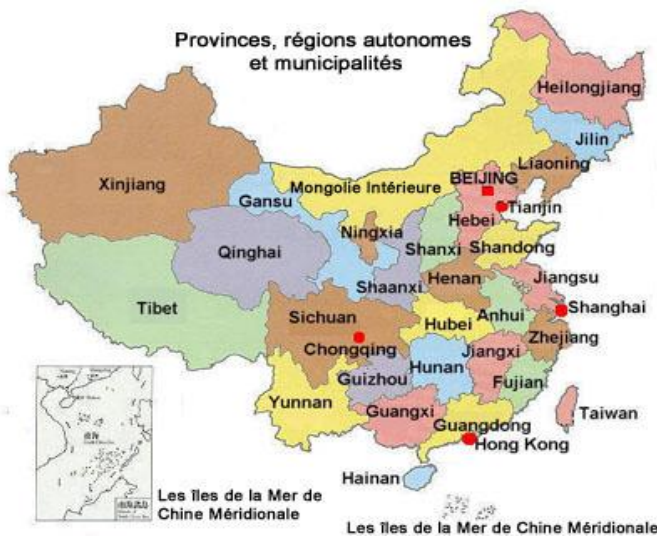 Provinces, régions autonomes
et municipalités
Heilongjiang
Jilin
Liaoning
Xinjiang
Gansu
Mongolie Intérieure
BEIJING
Tianjin
Hebei
Ningxia
Shanxi
Shandong
Qinghai
Shaanxi
Henan
Jiangsu
Tibet
Sichuan
Anhui
Shanghai
Hubei
Chongqing
Zhejiang
Jiangxi
Hunan
Guizhou
Fujian
Yunnan
Guangxi
Guangdong
Taiwan
Hong Kong
Hainan
Les îles de la Mer de
Chine Méridionale
Les îles de la Mer de Chine Méridionale